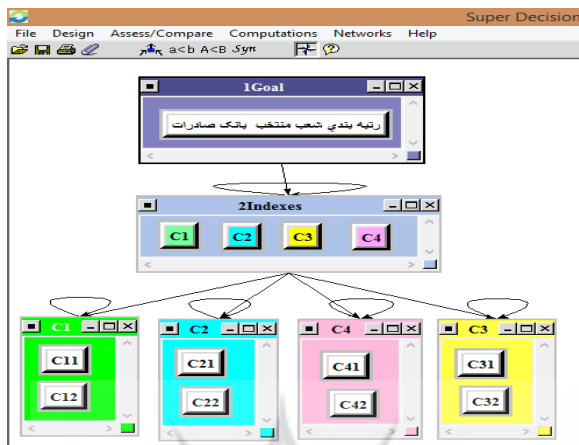 Super Decision
File Design Assess/Compare Computations Networks Help
a<b A<B Syn
1Goal
رتبه بندي شعب منتخب بانک صادرات
2Indexes
C1 C2 C3 C4
C1 C2 C4 C3
C11 C21 C41 C31
C12 C22 C42 C32